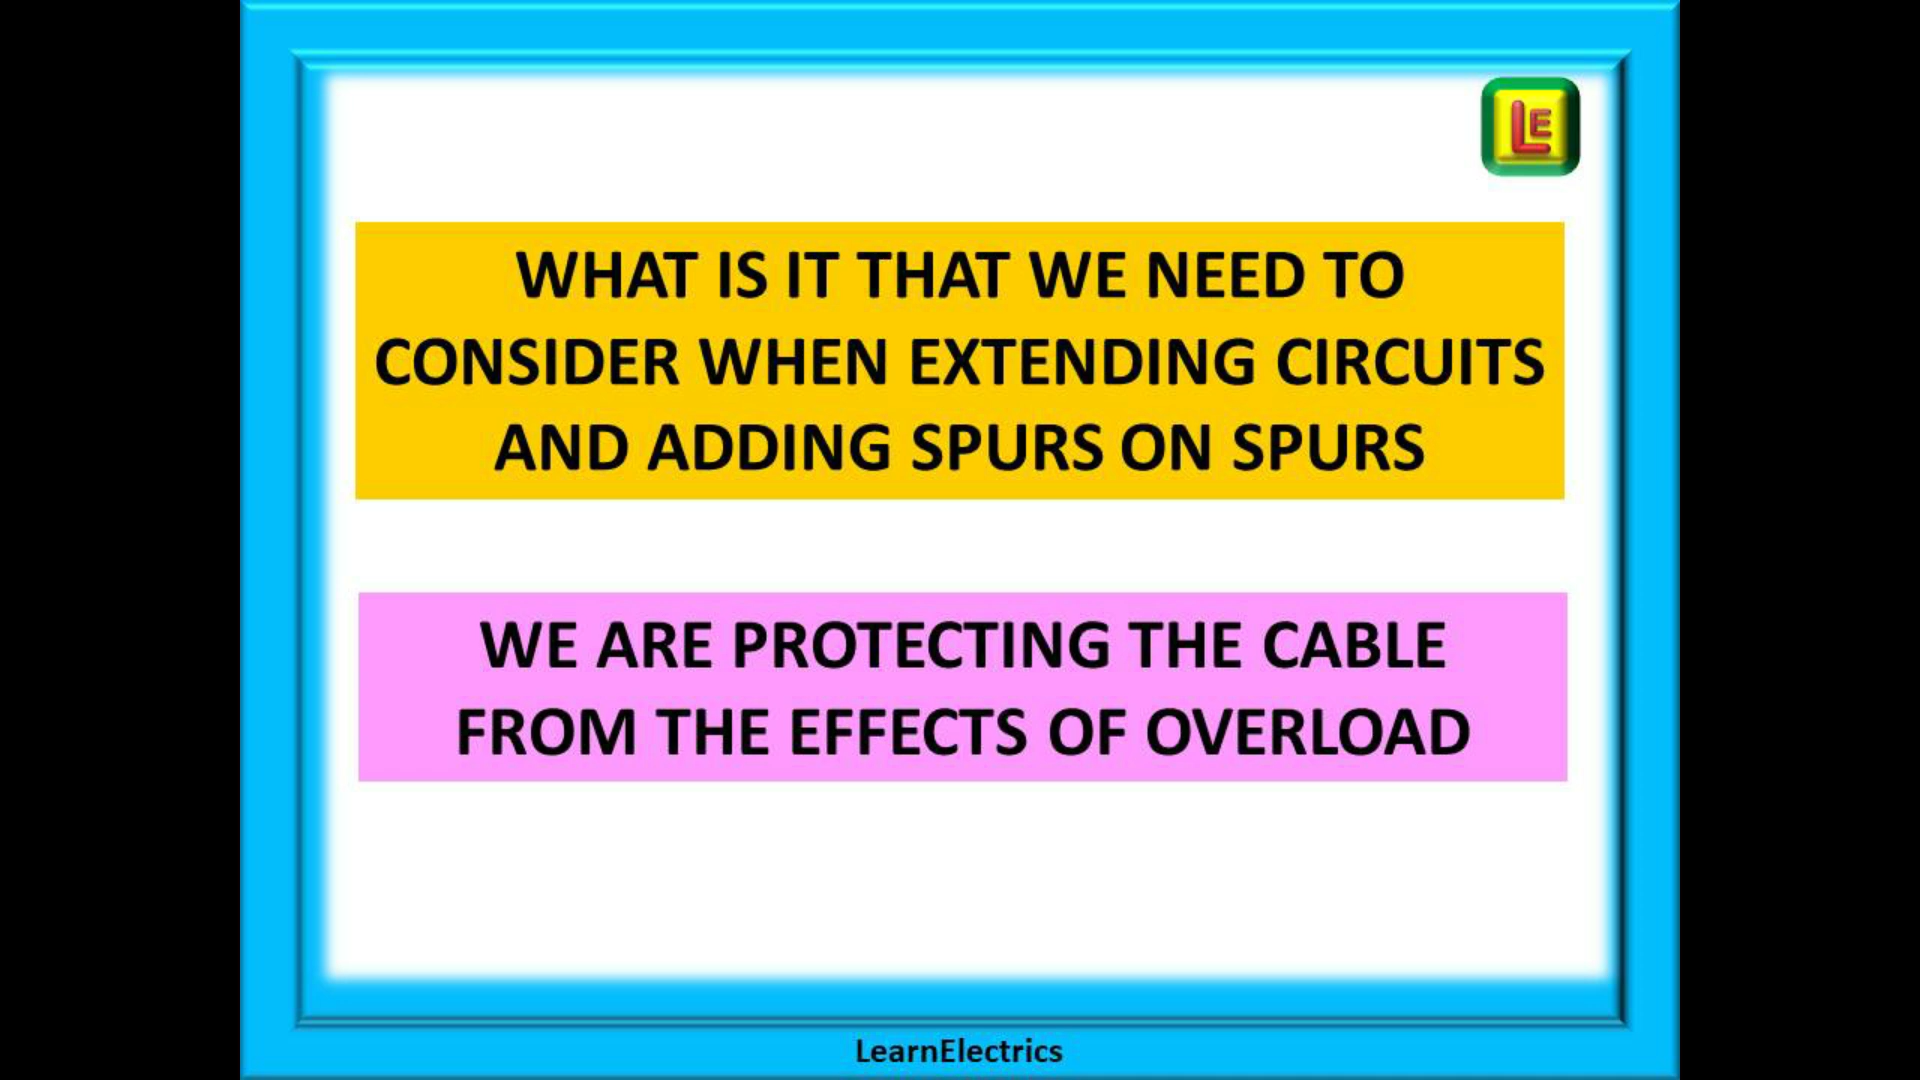 LE
WHAT IS IT THAT WE NEED TO
CONSIDER WHEN EXTENDING CIRCUITS
AND ADDING SPURS ON SPURS
WE ARE PROTECTING THE CABLE
FROM THE EFFECTS OF OVERLOAD
LearnElectrics